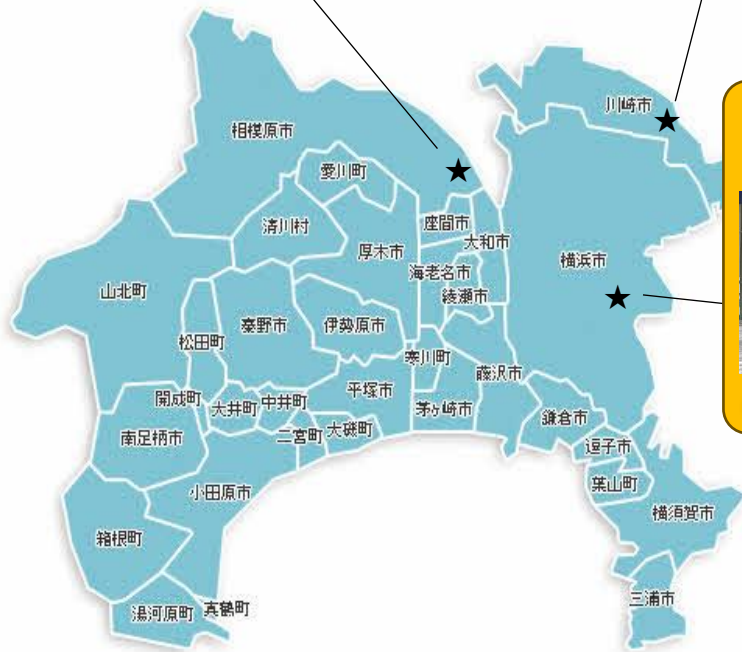 川崎市
相模原市
愛川町
座間市
清川村
大和市
厚木市
横浜市
海老名市
山北町
綾瀬市
秦野市
伊勢原市
松田町
寒川町
藤沢市
平塚市
開成町
大井町
中井町
茅ヶ崎市
鎌倉市
二宮町
大磯町
南足柄市
逗子市
葉山町
小田原市
横須賀市
箱根町
三浦市
湯河原町
真鶴町